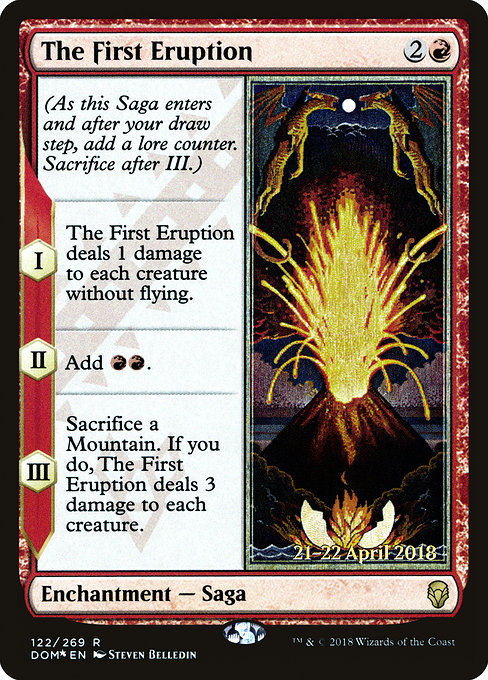 The First Eruption 2
(As this Saga enters
and after your draw
step, add a lore counter.
Sacrifice after III.)
I
The First Eruption
deals 1 damage
to each creature
without flying.
II
Add .
III
Sacrifice a
Mountain. If you
do, The First
Eruption deals 3
damage to each
creature.
21–22 April 2018
Enchantment — Saga
122/269 R
DOM★EN Steven Belledin
™ & © 2018 Wizards of the Coast